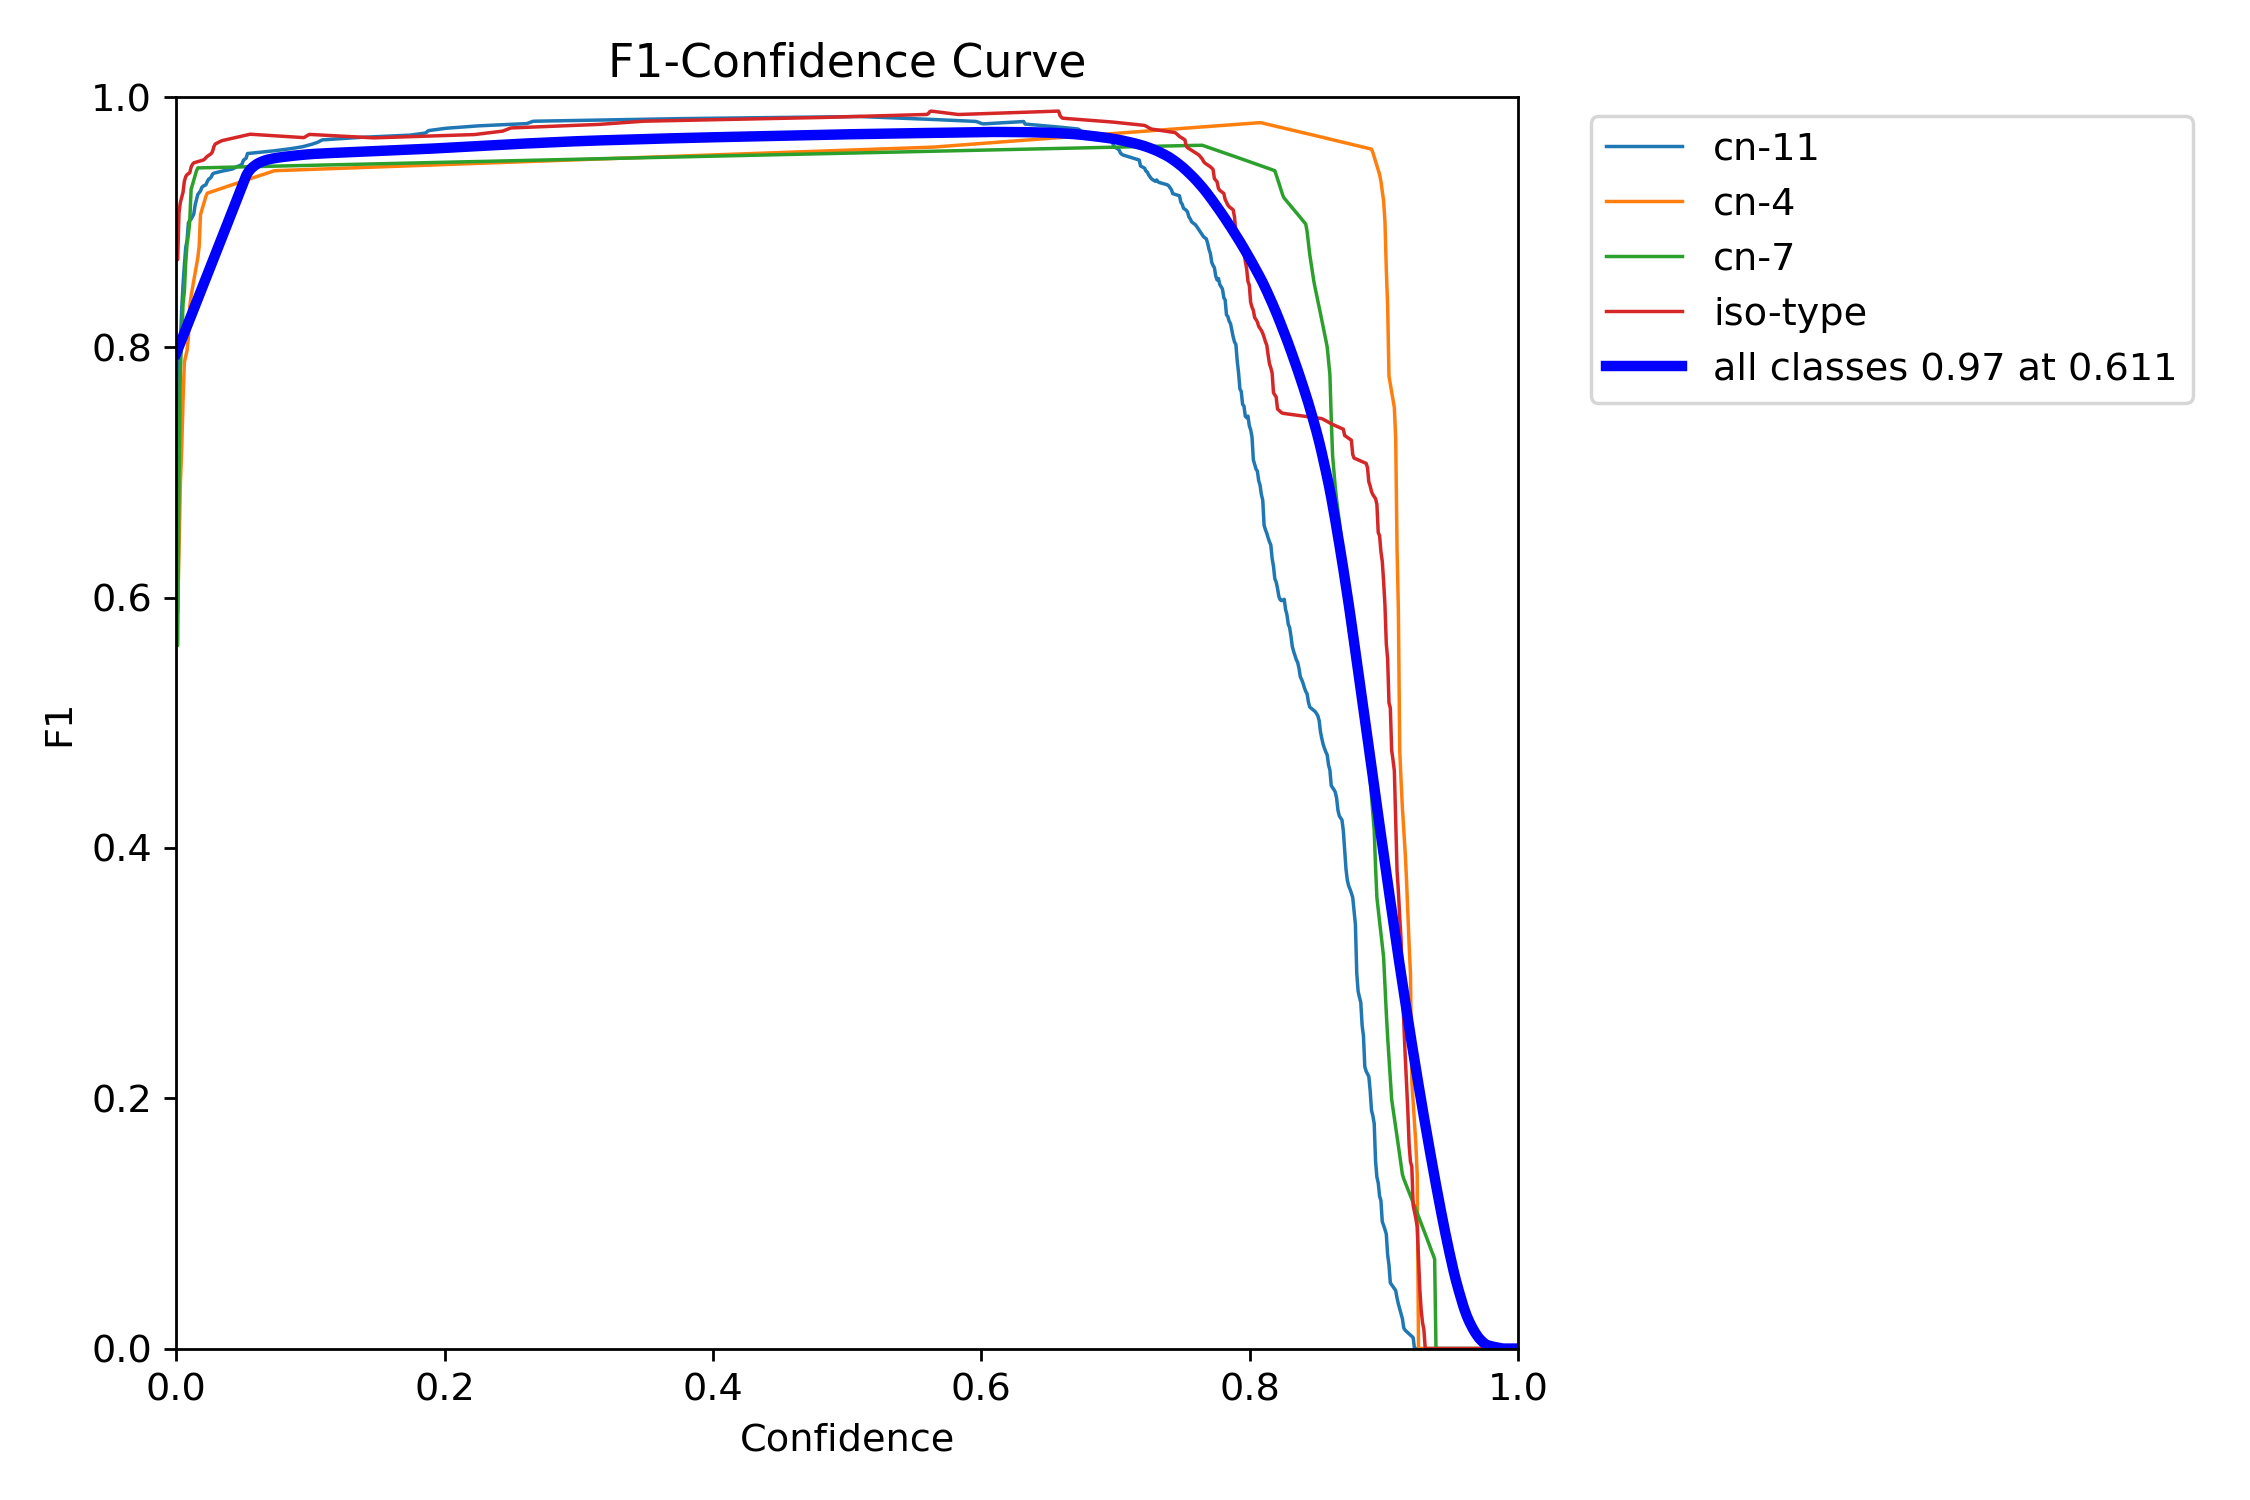 F1-Confidence Curve
1.0
0.8
0.6
0.4
0.2
0.0
F1
0.0 0.2 0.4 0.6 0.8 1.0
Confidence
cn-11
cn-4
cn-7
iso-type
all classes 0.97 at 0.611